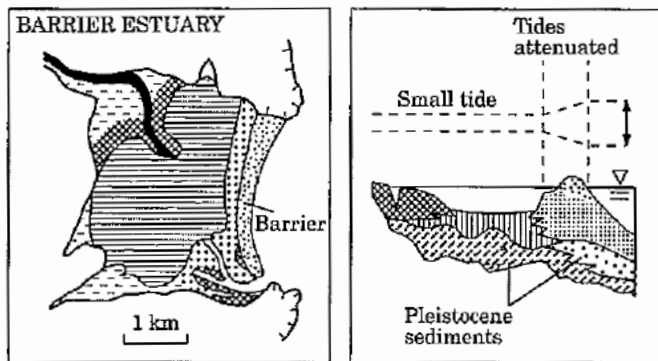 BARRIER ESTUARY
Barrier
1 km
Tides
attenuated
Small tide
Pleistocene
sediments